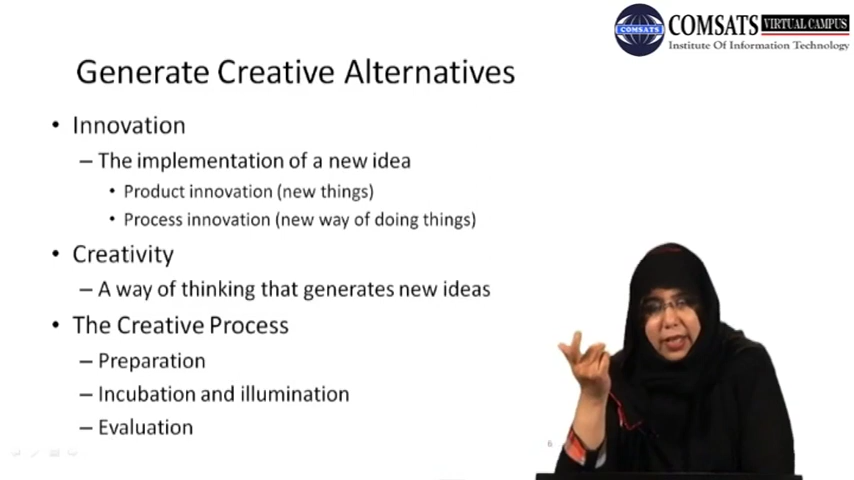 COMSATS
COMSATS VIRTUAL CAMPUS
Institute Of Information Technology
Generate Creative Alternatives
• Innovation
– The implementation of a new idea
• Product innovation (new things)
• Process innovation (new way of doing things)
• Creativity
– A way of thinking that generates new ideas
• The Creative Process
– Preparation
– Incubation and illumination
– Evaluation
6